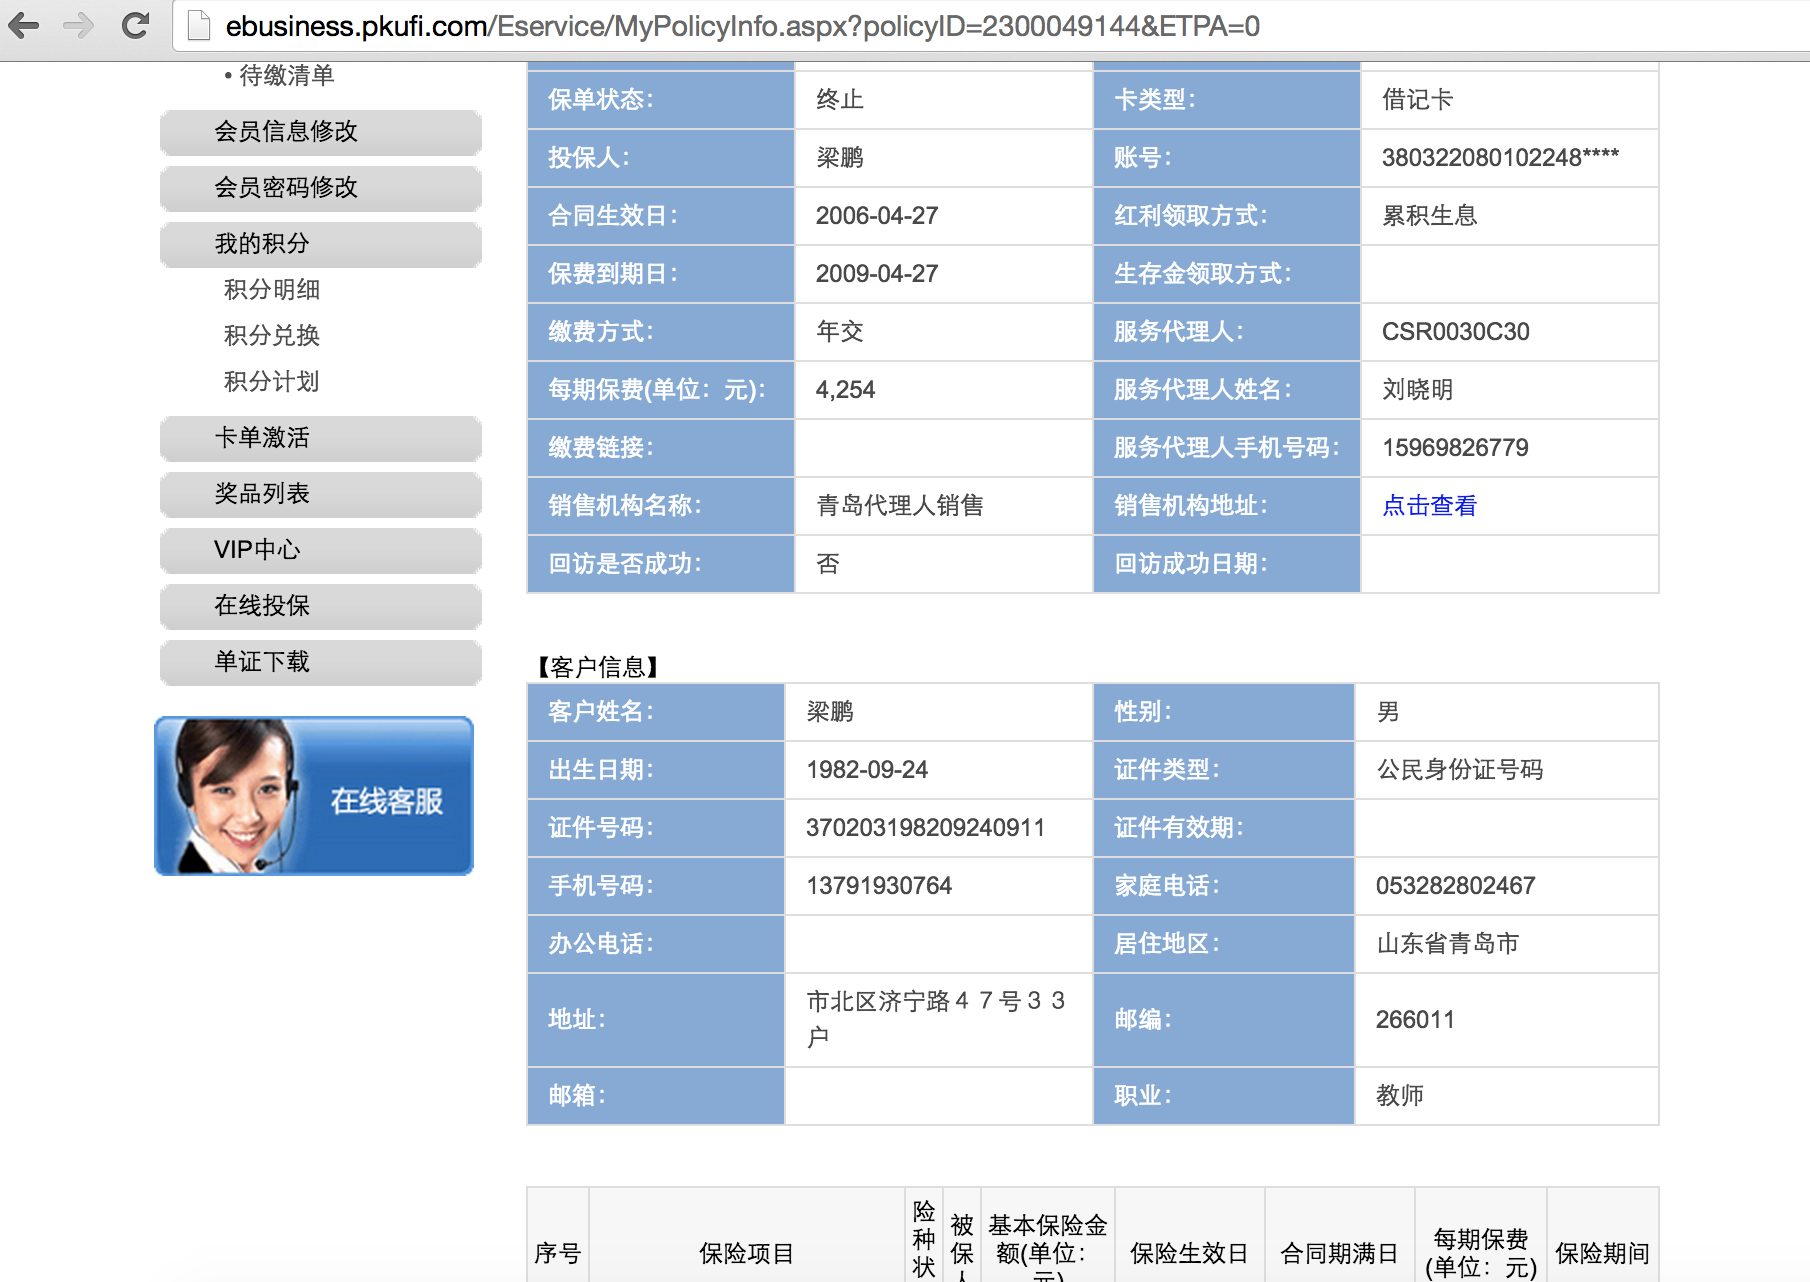 ebusiness.pkufi.com/Eservice/MyPolicyInfo.aspx?policyID=2300049144&ETPA=0
• 待缴清单
会员信息修改
会员密码修改
我的积分
积分明细
积分兑换
积分计划
卡单激活
奖品列表
VIP中心
在线投保
单证下载
在线客服
保单状态: 终止 卡类型: 借记卡
投保人: 梁鹏 账号: 380322080102248****
合同生效日: 2006-04-27 红利领取方式: 累积生息
保费到期日: 2009-04-27 生存金领取方式:
缴费方式: 年交 服务代理人: CSR0030C30
每期保费(单位：元): 4,254 服务代理人姓名: 刘晓明
缴费链接: 服务代理人手机号码: 15969826779
销售机构名称: 青岛代理人销售 销售机构地址: 点击查看
回访是否成功: 否 回访成功日期:
【客户信息】
客户姓名: 梁鹏 性别: 男
出生日期: 1982-09-24 证件类型: 公民身份证号码
证件号码: 370203198209240911 证件有效期:
手机号码: 13791930764 家庭电话: 053282802467
办公电话: 居住地区: 山东省青岛市
地址: 市北区济宁路４７号３３
户
邮编: 266011
邮箱: 职业: 教师
序号
保险项目
险
种
状
被
保
人
基本保险金
额(单位：
元)
保险生效日
合同期满日
每期保费
(单位：元)
保险期间